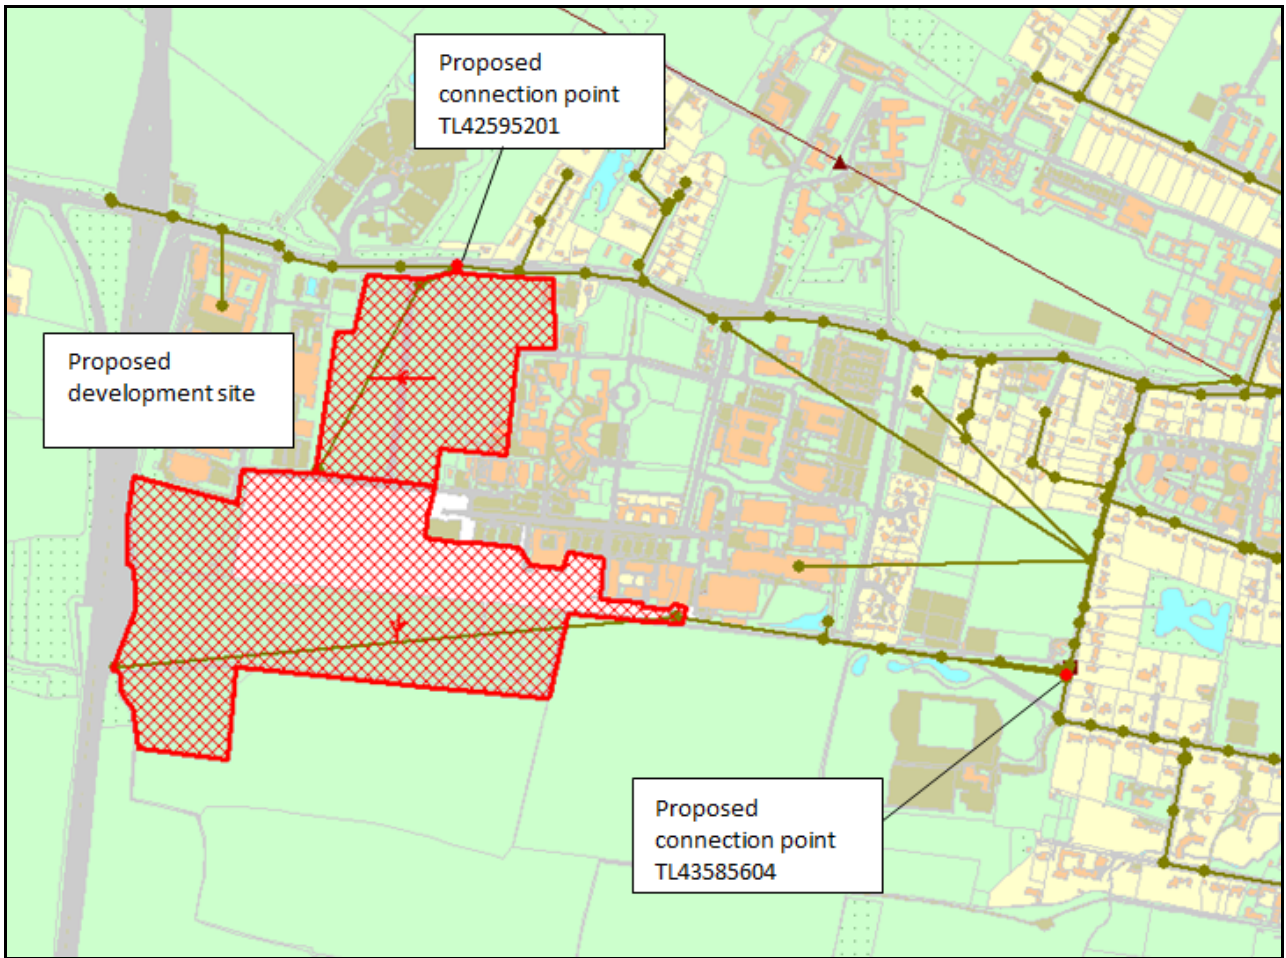 Proposed
connection point
TL42595201
Proposed
development site
Proposed
connection point
TL43585604